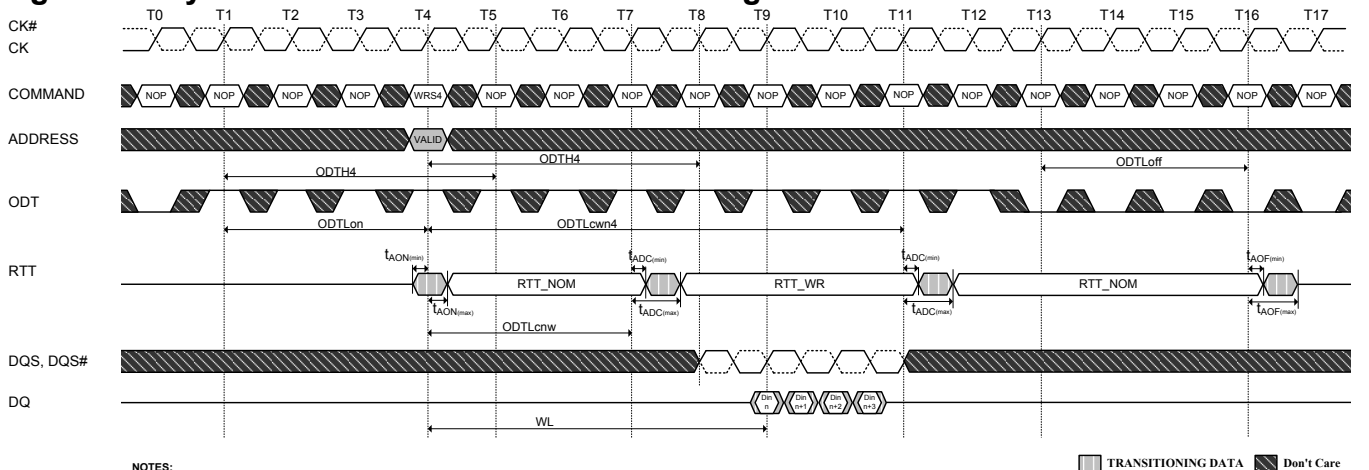 T0 T1 T2 T3 T4 T5 T6 T7 T8 T9 T10 T11 T12 T13 T14 T15 T16 T17
CK#
CK
COMMAND NOP NOP NOP NOP WRS4 NOP NOP NOP NOP NOP NOP NOP NOP NOP NOP NOP NOP NOP
ADDRESS VALID
ODTH4 ODTLoff
ODTH4
ODT
ODTLon ODTLcwn4
tAON(min) tADC(min) tADC(min) tAOF(min)
RTT RTT_NOM RTT_WR RTT_NOM
tAON(max) tADC(max) tADC(max) tAOF(max)
ODTLcnw
DQS, DQS#
DQ Din n Din n+1 Din n+2 Din n+3
WL
NOTES: TRANSITIONING DATA Don't Care